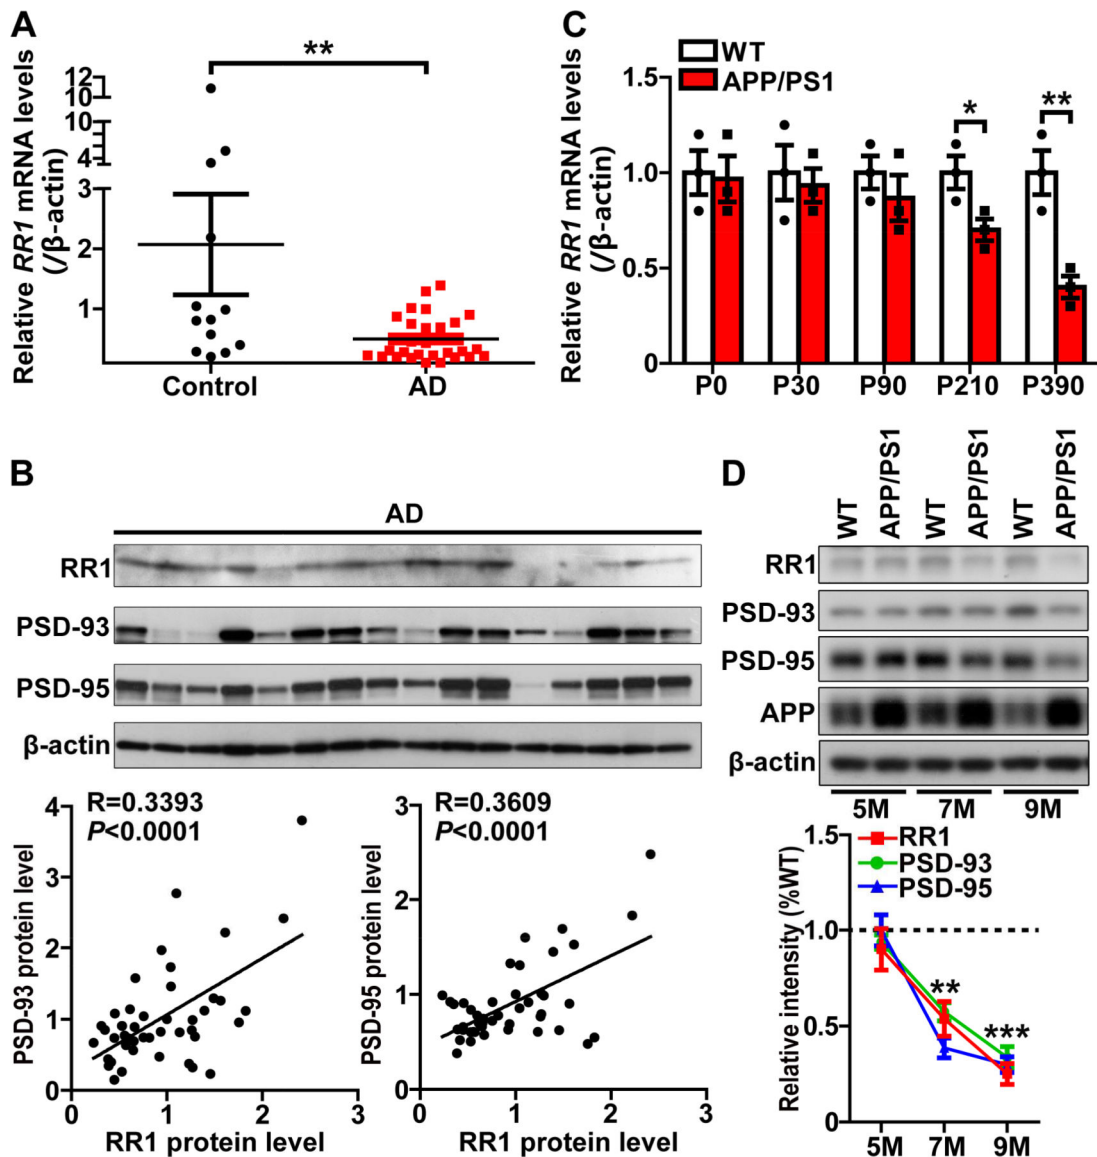 A
**
Relative RR1 mRNA levels
(/β-actin)
12
10
10
4
3
2
1
Control
AD
C
WT
APP/PS1
Relative RR1 mRNA levels
(/β-actin)
1.5
1.0
0.5
0
*
**
P0
P30
P90
P210
P390
B
AD
RR1
PSD-93
PSD-95
β-actin
R=0.3393
P<0.0001
PSD-93 protein level
4
3
2
1
0
0
1
2
3
RR1 protein level
R=0.3609
P<0.0001
PSD-95 protein level
3
2
1
0
0
1
2
3
RR1 protein level
D
WT
APP/PS1
WT
APP/PS1
WT
APP/PS1
RR1
PSD-93
PSD-95
APP
β-actin
5M
7M
9M
RR1
PSD-93
PSD-95
Relative intensity (%WT)
1.5
1.0
0.5
0
**
***
5M
7M
9M